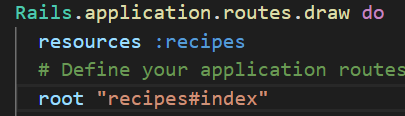 Rails.application.routes.draw do
  resources :recipes
  # Define your application routes
  root "recipes#index"